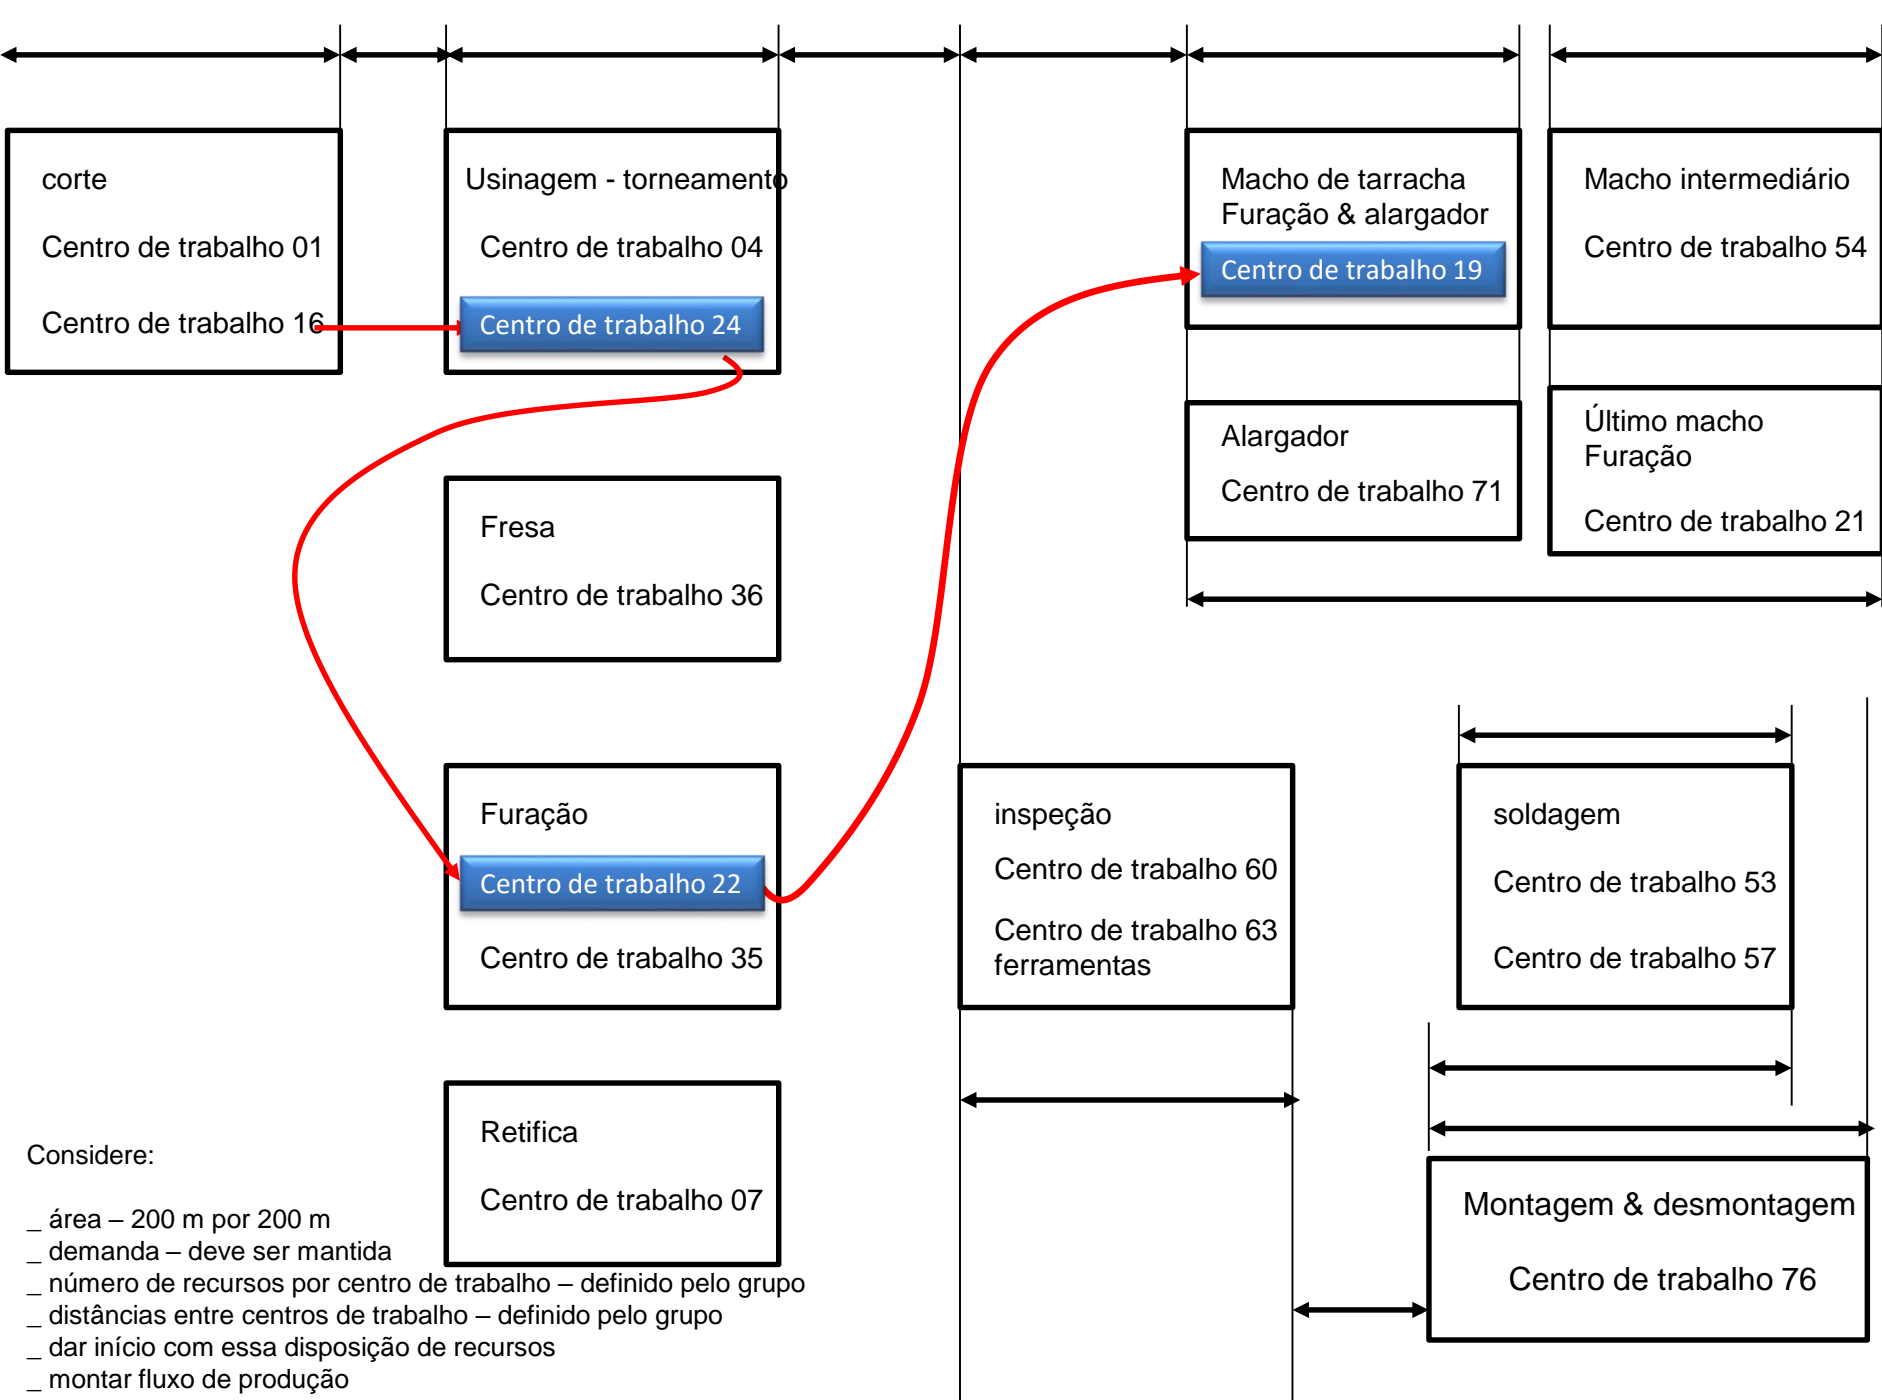 corte
Centro de trabalho 01
Centro de trabalho 16
Usinagem - torneamento
Centro de trabalho 04
Centro de trabalho 24
Fresa
Centro de trabalho 36
Furação
Centro de trabalho 22
Centro de trabalho 35
Retifica
Centro de trabalho 07
Macho de tarracha
Furação & alargador
Centro de trabalho 19
Alargador
Centro de trabalho 71
Macho intermediário
Centro de trabalho 54
Último macho
Furação
Centro de trabalho 21
inspeção
Centro de trabalho 60
Centro de trabalho 63
ferramentas
soldagem
Centro de trabalho 53
Centro de trabalho 57
Montagem & desmontagem
Centro de trabalho 76
Considere:
_ área – 200 m por 200 m
_ demanda – deve ser mantida
_ número de recursos por centro de trabalho – definido pelo grupo
_ distâncias entre centros de trabalho – definido pelo grupo
_ dar início com essa disposição de recursos
_ montar fluxo de produção